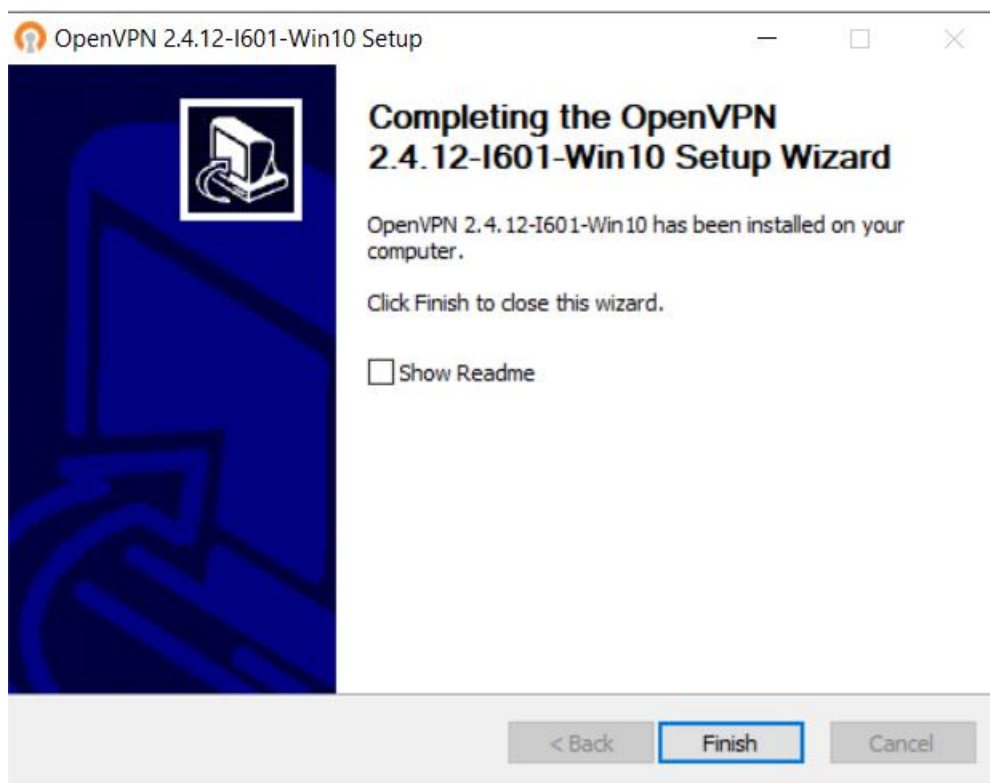 OpenVPN 2.4.12-I601-Win10 Setup
Completing the OpenVPN
2.4.12-I601-Win10 Setup Wizard
OpenVPN 2.4.12-I601-Win10 has been installed on your
computer.
Click Finish to close this wizard.
Show Readme
< Back
Finish
Cancel